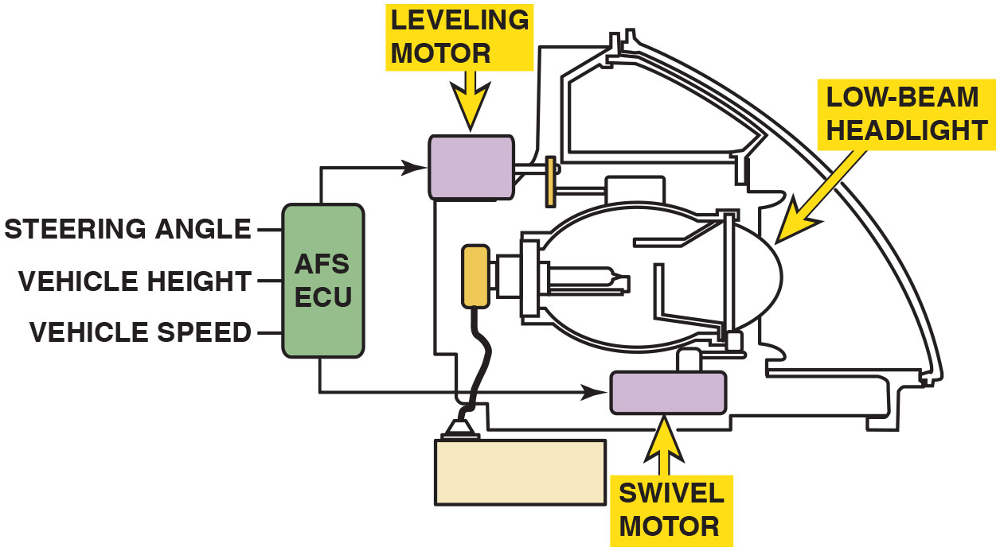 LEVELING
MOTOR
LOW-BEAM
HEADLIGHT
STEERING ANGLE
VEHICLE HEIGHT
VEHICLE SPEED
AFS
ECU
SWIVEL
MOTOR